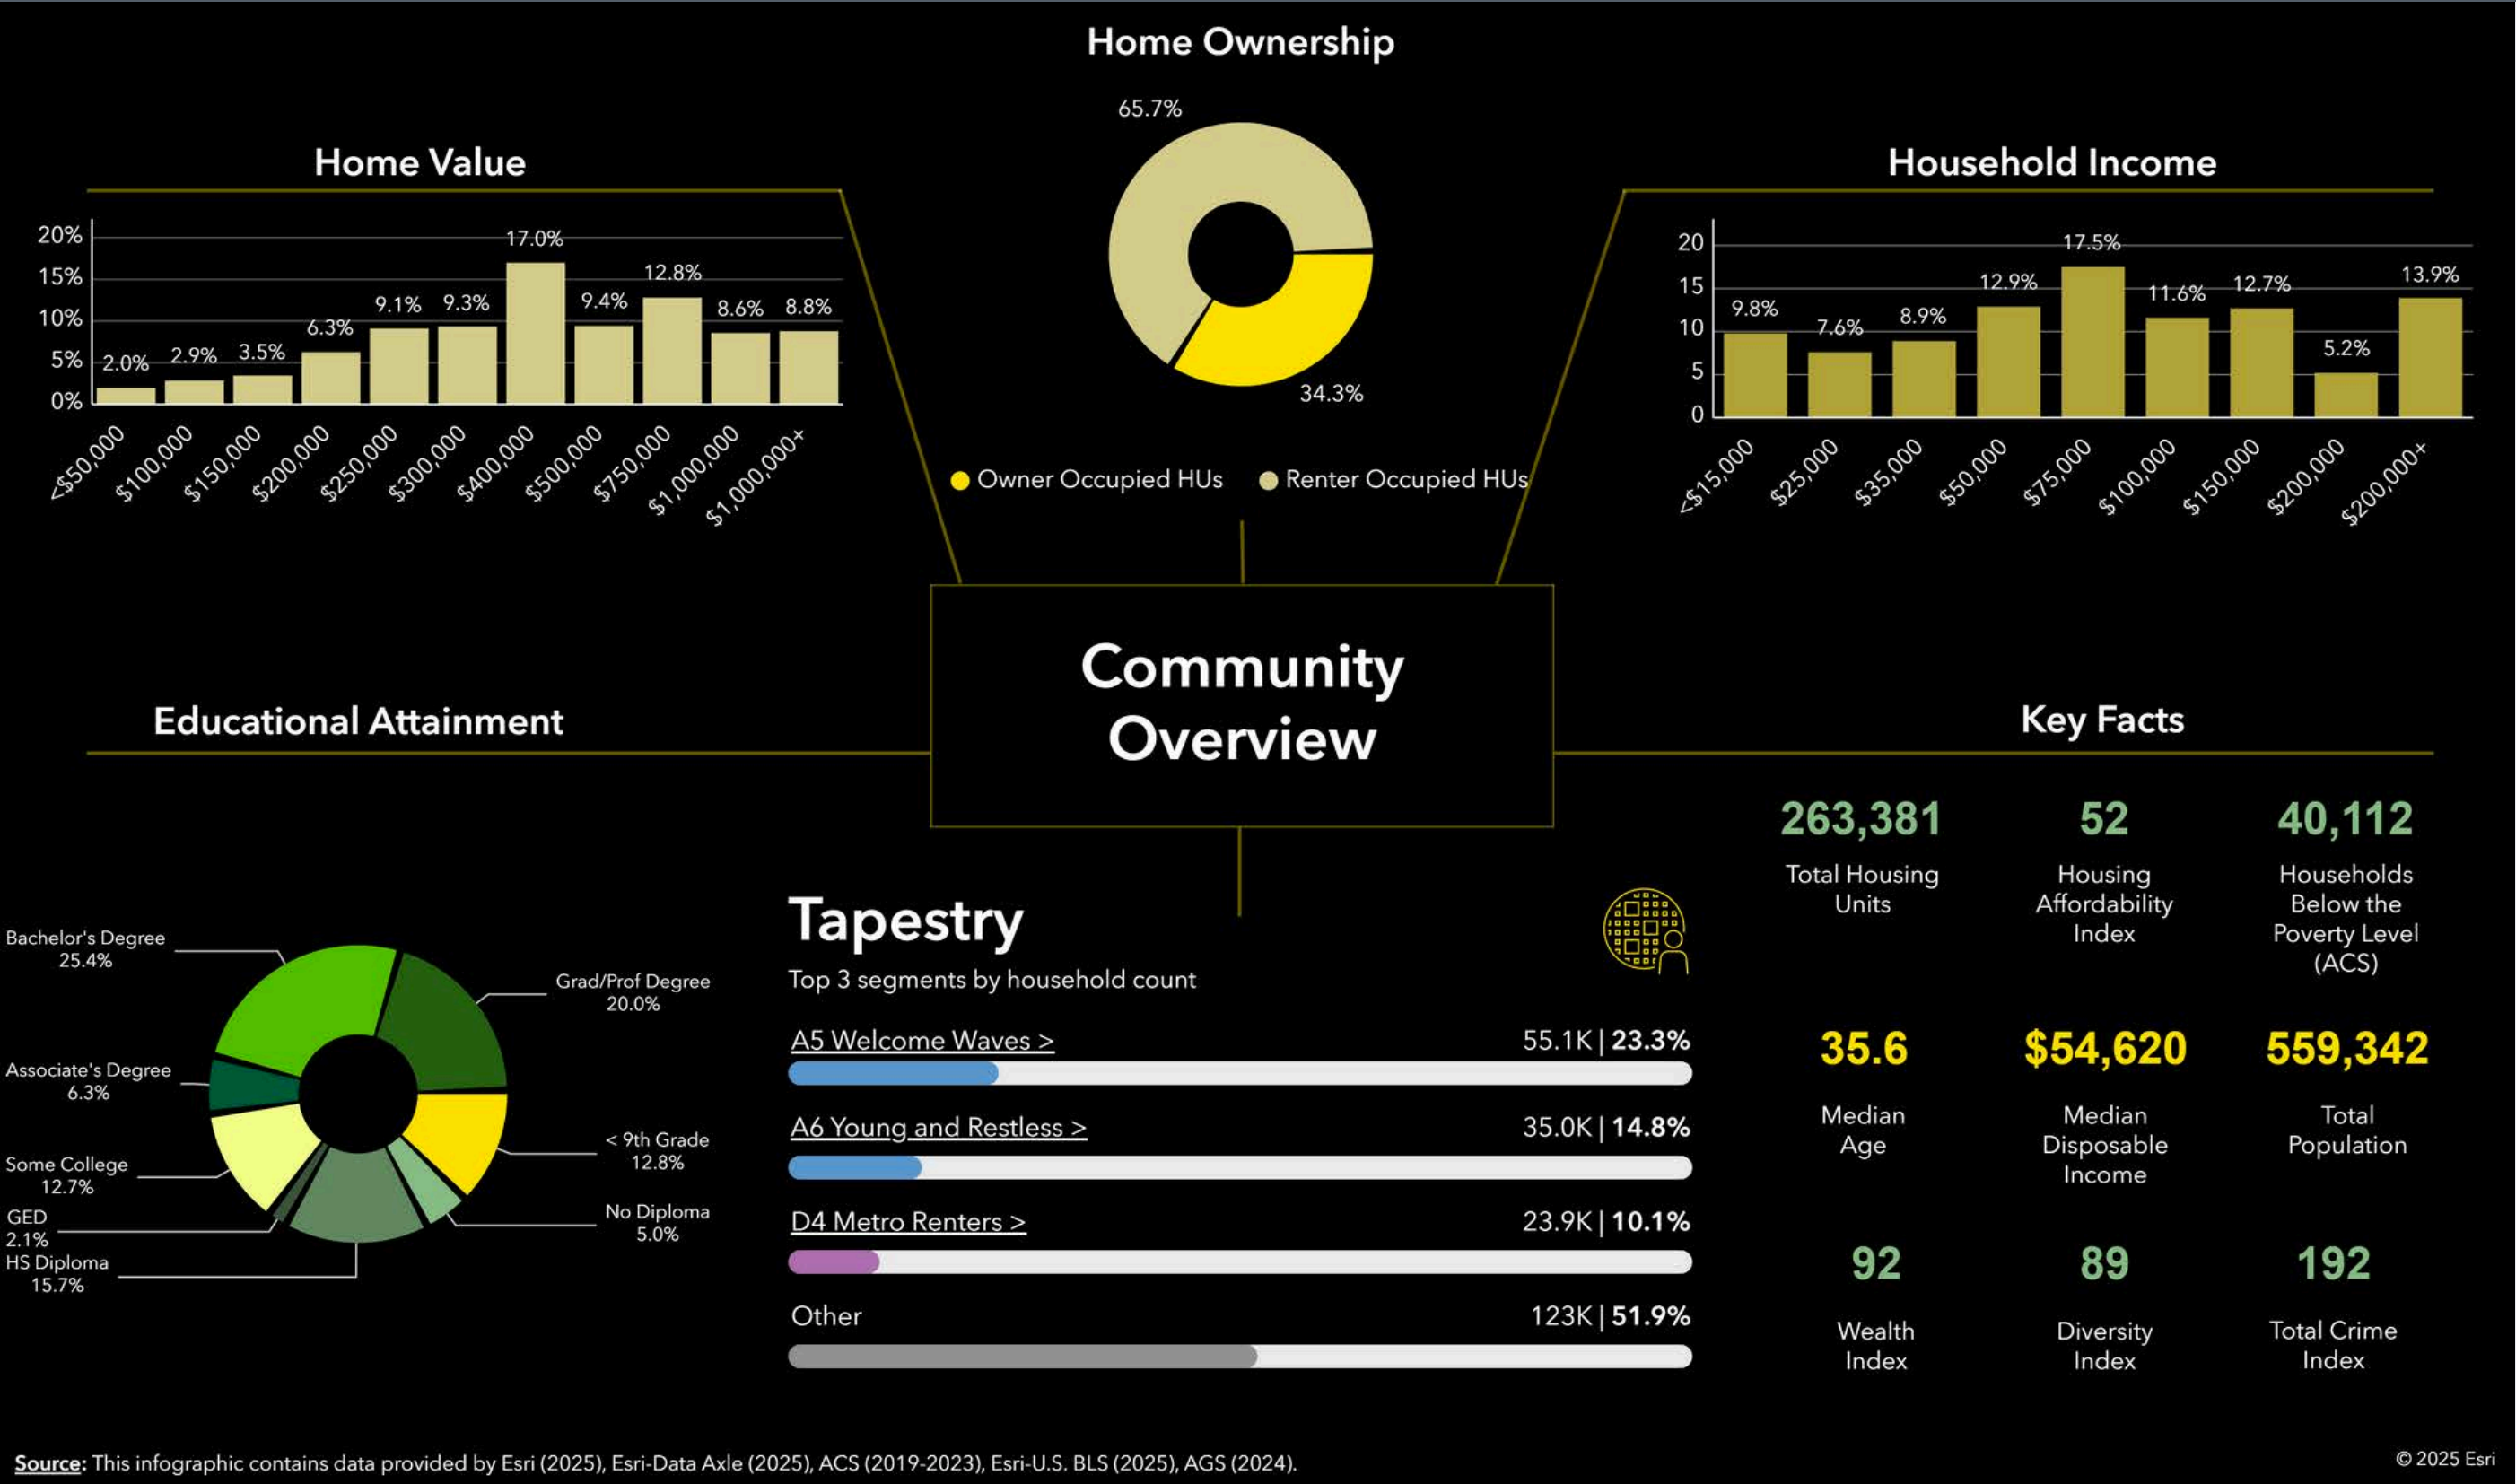 Home Ownership
65.7%
34.3%
Owner Occupied HUs
Renter Occupied HUs
Home Value
20%
15%
10%
5%
0%
2.0%
2.9%
3.5%
6.3%
9.1%
9.3%
17.0%
9.4%
12.8%
8.6%
8.8%
<$50,000
$100,000
$150,000
$200,000
$250,000
$300,000
$400,000
$500,000
$750,000
$1,000,000
$1,000,000+
Household Income
20
15
10
5
0
9.8%
7.6%
8.9%
12.9%
17.5%
11.6%
12.7%
5.2%
13.9%
<$15,000
$25,000
$35,000
$50,000
$75,000
$100,000
$150,000
$200,000
$200,000+
Community
Overview
Educational Attainment
Bachelor's Degree
25.4%
Grad/Prof Degree
20.0%
Associate's Degree
6.3%
< 9th Grade
12.8%
Some College
12.7%
No Diploma
5.0%
GED
2.1%
HS Diploma
15.7%
Tapestry
Top 3 segments by household count
A5 Welcome Waves >
55.1K | 23.3%
A6 Young and Restless >
35.0K | 14.8%
D4 Metro Renters >
23.9K | 10.1%
Other
123K | 51.9%
Key Facts
263,381
Total Housing
Units
52
Housing
Affordability
Index
40,112
Households
Below the
Poverty Level
(ACS)
35.6
Median
Age
$54,620
Median
Disposable
Income
559,342
Total
Population
92
Wealth
Index
89
Diversity
Index
192
Total Crime
Index
Source: This infographic contains data provided by Esri (2025), Esri-Data Axle (2025), ACS (2019-2023), Esri-U.S. BLS (2025), AGS (2024).
© 2025 Esri